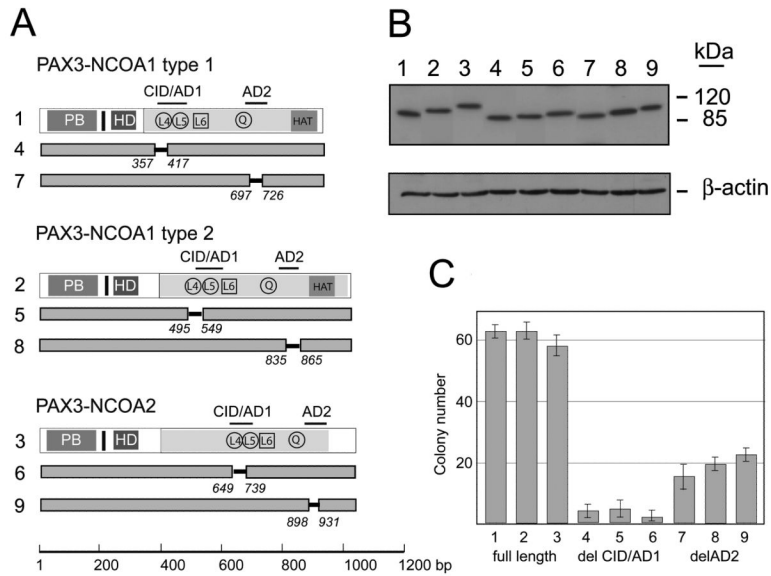 A
PAX3-NCOA1 type 1
CID/AD1 AD2
1 PB HD L4 L5 L6 Q HAT
4
357 417
7
697 726
PAX3-NCOA1 type 2
CID/AD1 AD2
2 PB HD L4 L5 L6 Q HAT
5
495 549
8
835 865
PAX3-NCOA2
CID/AD1 AD2
3 PB HD L4 L5 L6 Q
6
649 739
9
898 931
1 200 400 600 800 1000 1200 bp
B
kDa
1 2 3 4 5 6 7 8 9
120
85
β-actin
C
Colony number
60
40
20
1 2 3 4 5 6 7 8 9
full length del CID/AD1 delAD2